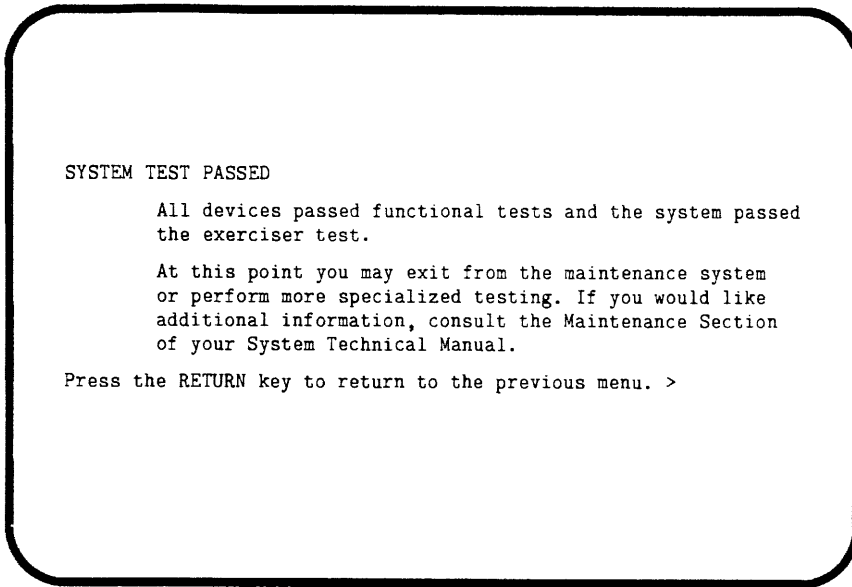 SYSTEM TEST PASSED
All devices passed functional tests and the system passed
the exerciser test.
At this point you may exit from the maintenance system
or perform more specialized testing. If you would like
additional information, consult the Maintenance Section
of your System Technical Manual.
Press the RETURN key to return to the previous menu. >